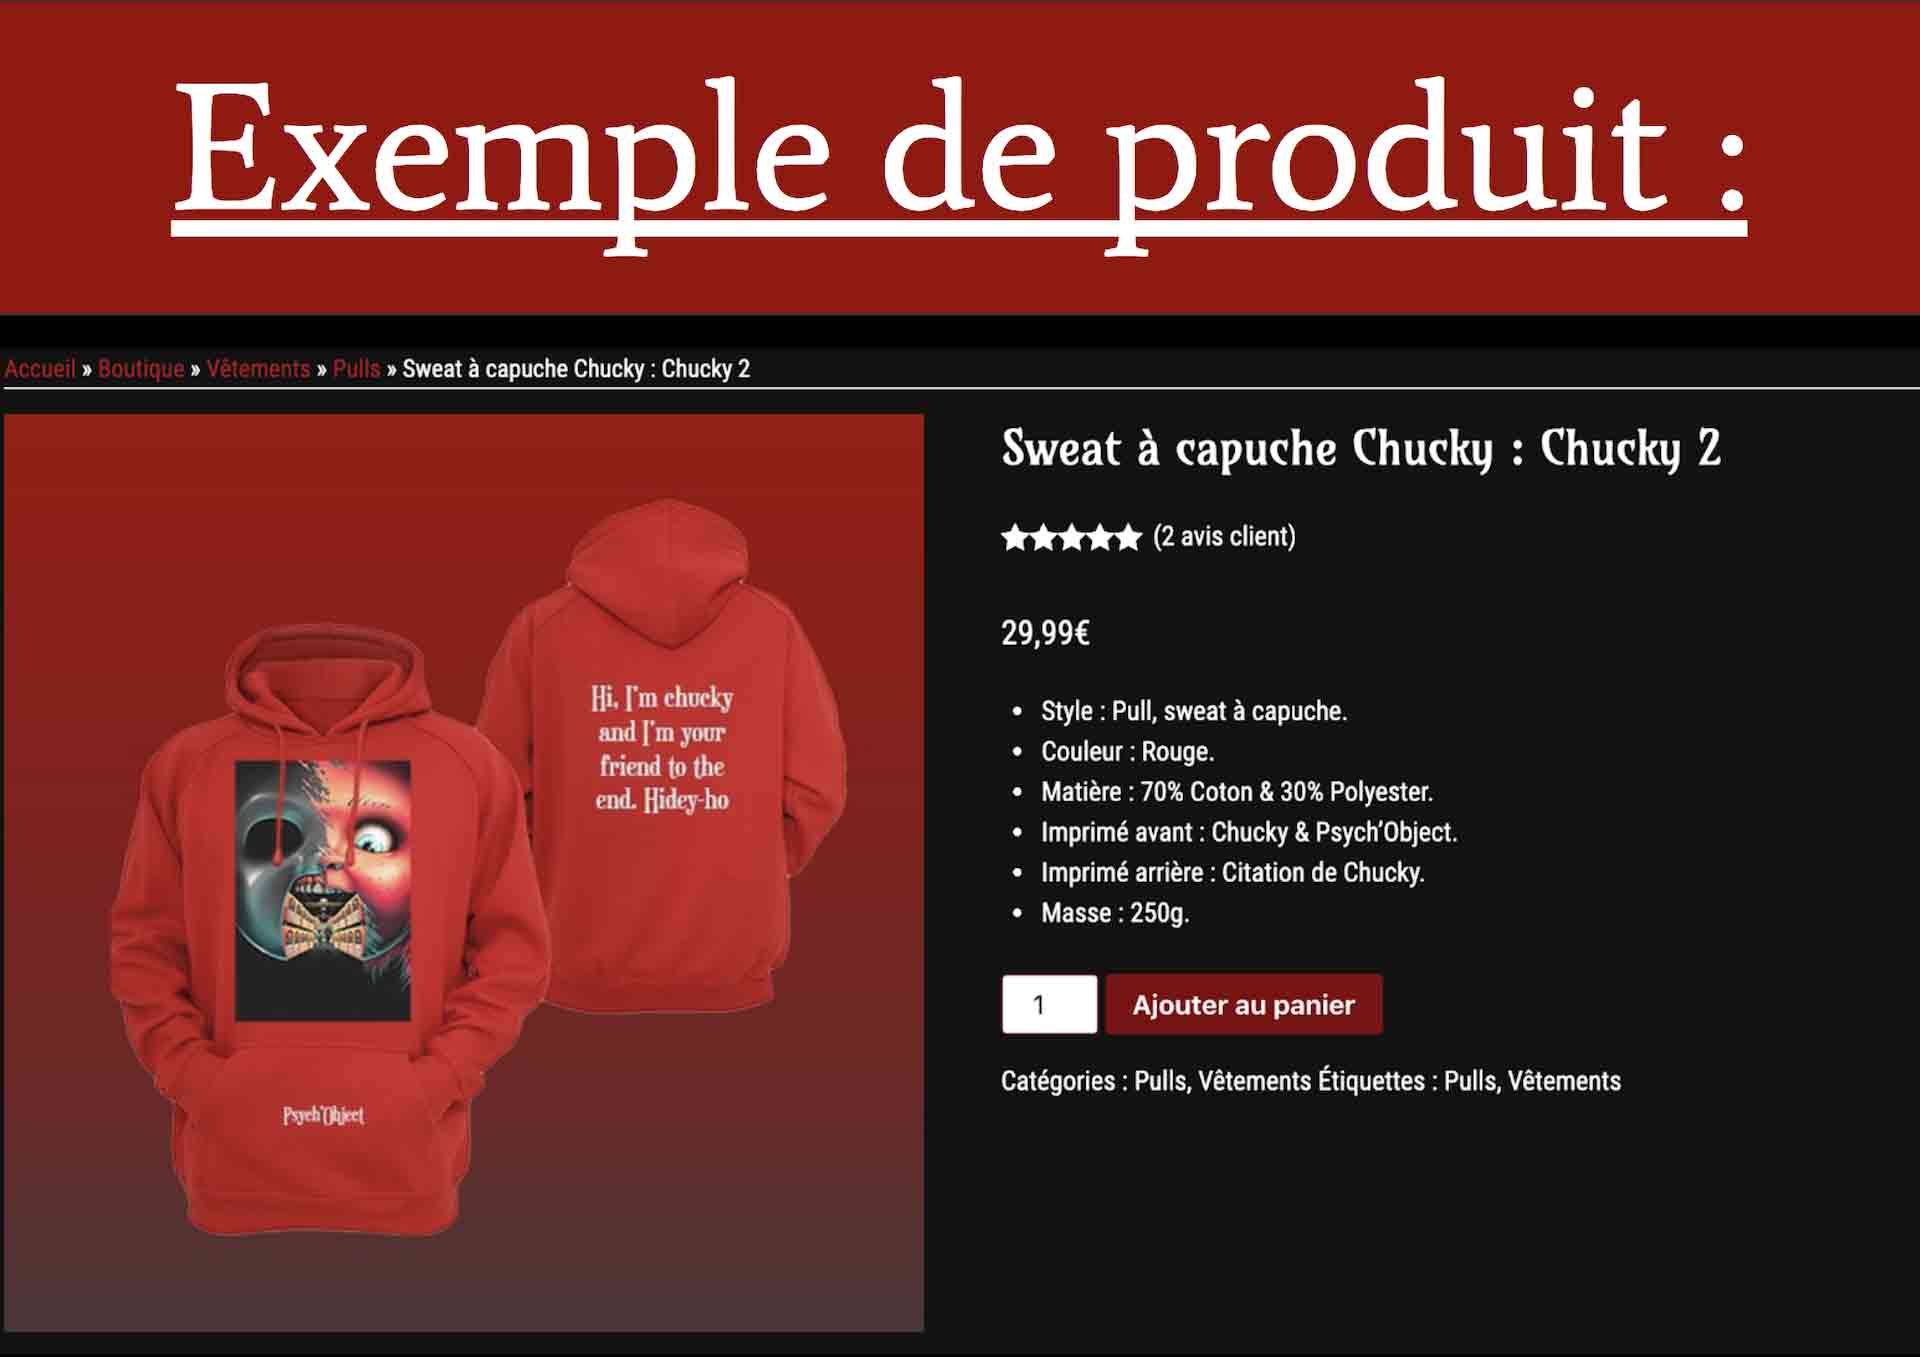 Exemple de produit :
Accueil » Boutique » Vêtements » Pulls » Sweat à capuche Chucky : Chucky 2
Sweat à capuche Chucky : Chucky 2
(2 avis client)
29,99€
• Style : Pull, sweat à capuche.
• Couleur : Rouge.
• Matière : 70% Coton & 30% Polyester.
• Imprimé avant : Chucky & Psych’Object.
• Imprimé arrière : Citation de Chucky.
• Masse : 250g.
1 Ajouter au panier
Catégories : Pulls, Vêtements Étiquettes : Pulls, Vêtements
Hi, I'm chucky
and I'm your
friend to the
end. Hidey-ho
Psych'Object